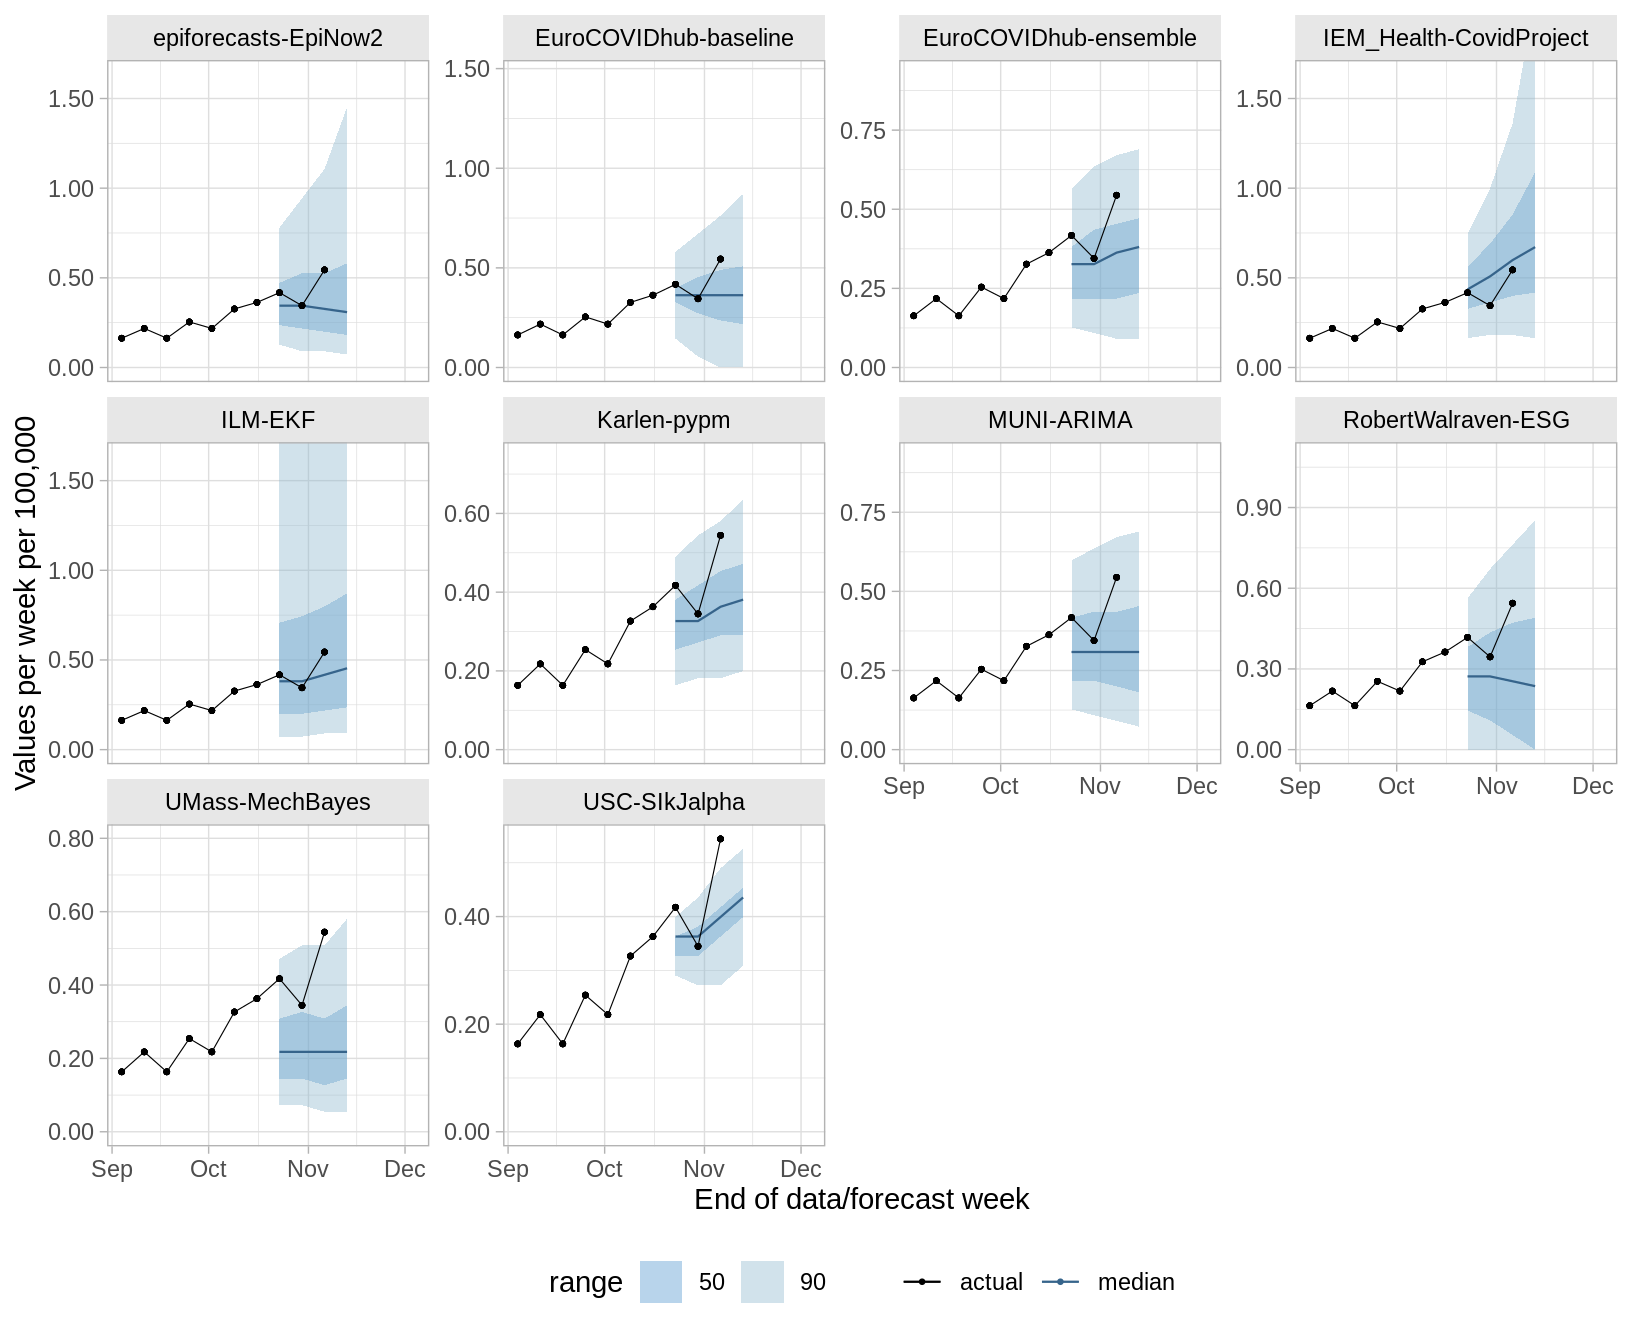 epiforecasts-EpiNow2
EuroCOVIDhub-baseline
EuroCOVIDhub-ensemble
IEM_Health-CovidProject
1.50
1.00
0.50
0.00
1.50
1.00
0.50
0.00
0.75
0.50
0.25
0.00
1.50
1.00
0.50
0.00
ILM-EKF
Karlen-pypm
MUNI-ARIMA
RobertWalraven-ESG
1.50
1.00
0.50
0.00
0.60
0.40
0.20
0.00
0.75
0.50
0.25
0.00
0.90
0.60
0.30
0.00
Sep Oct Nov Dec
Sep Oct Nov Dec
UMass-MechBayes
USC-SIkJalpha
0.80
0.60
0.40
0.20
0.00
0.40
0.20
0.00
Sep Oct Nov Dec
Sep Oct Nov Dec
Values per week per 100,000
End of data/forecast week
range 50 90 actual median